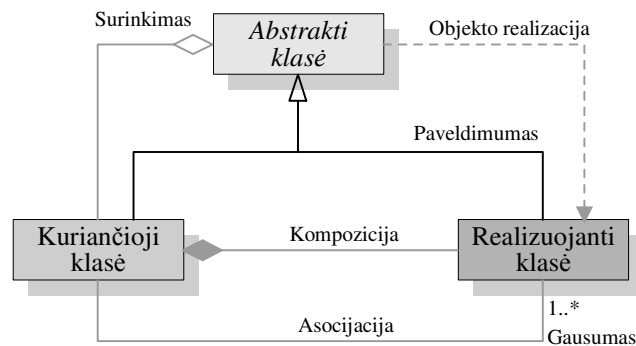 Surinkimas
Abstrakti
klasė
Objekto realizacija
Paveldimumas
Kuriančioji
klasė
Kompozicija
Realizuojanti
klasė
Asocijacija
1..*
Gausumas